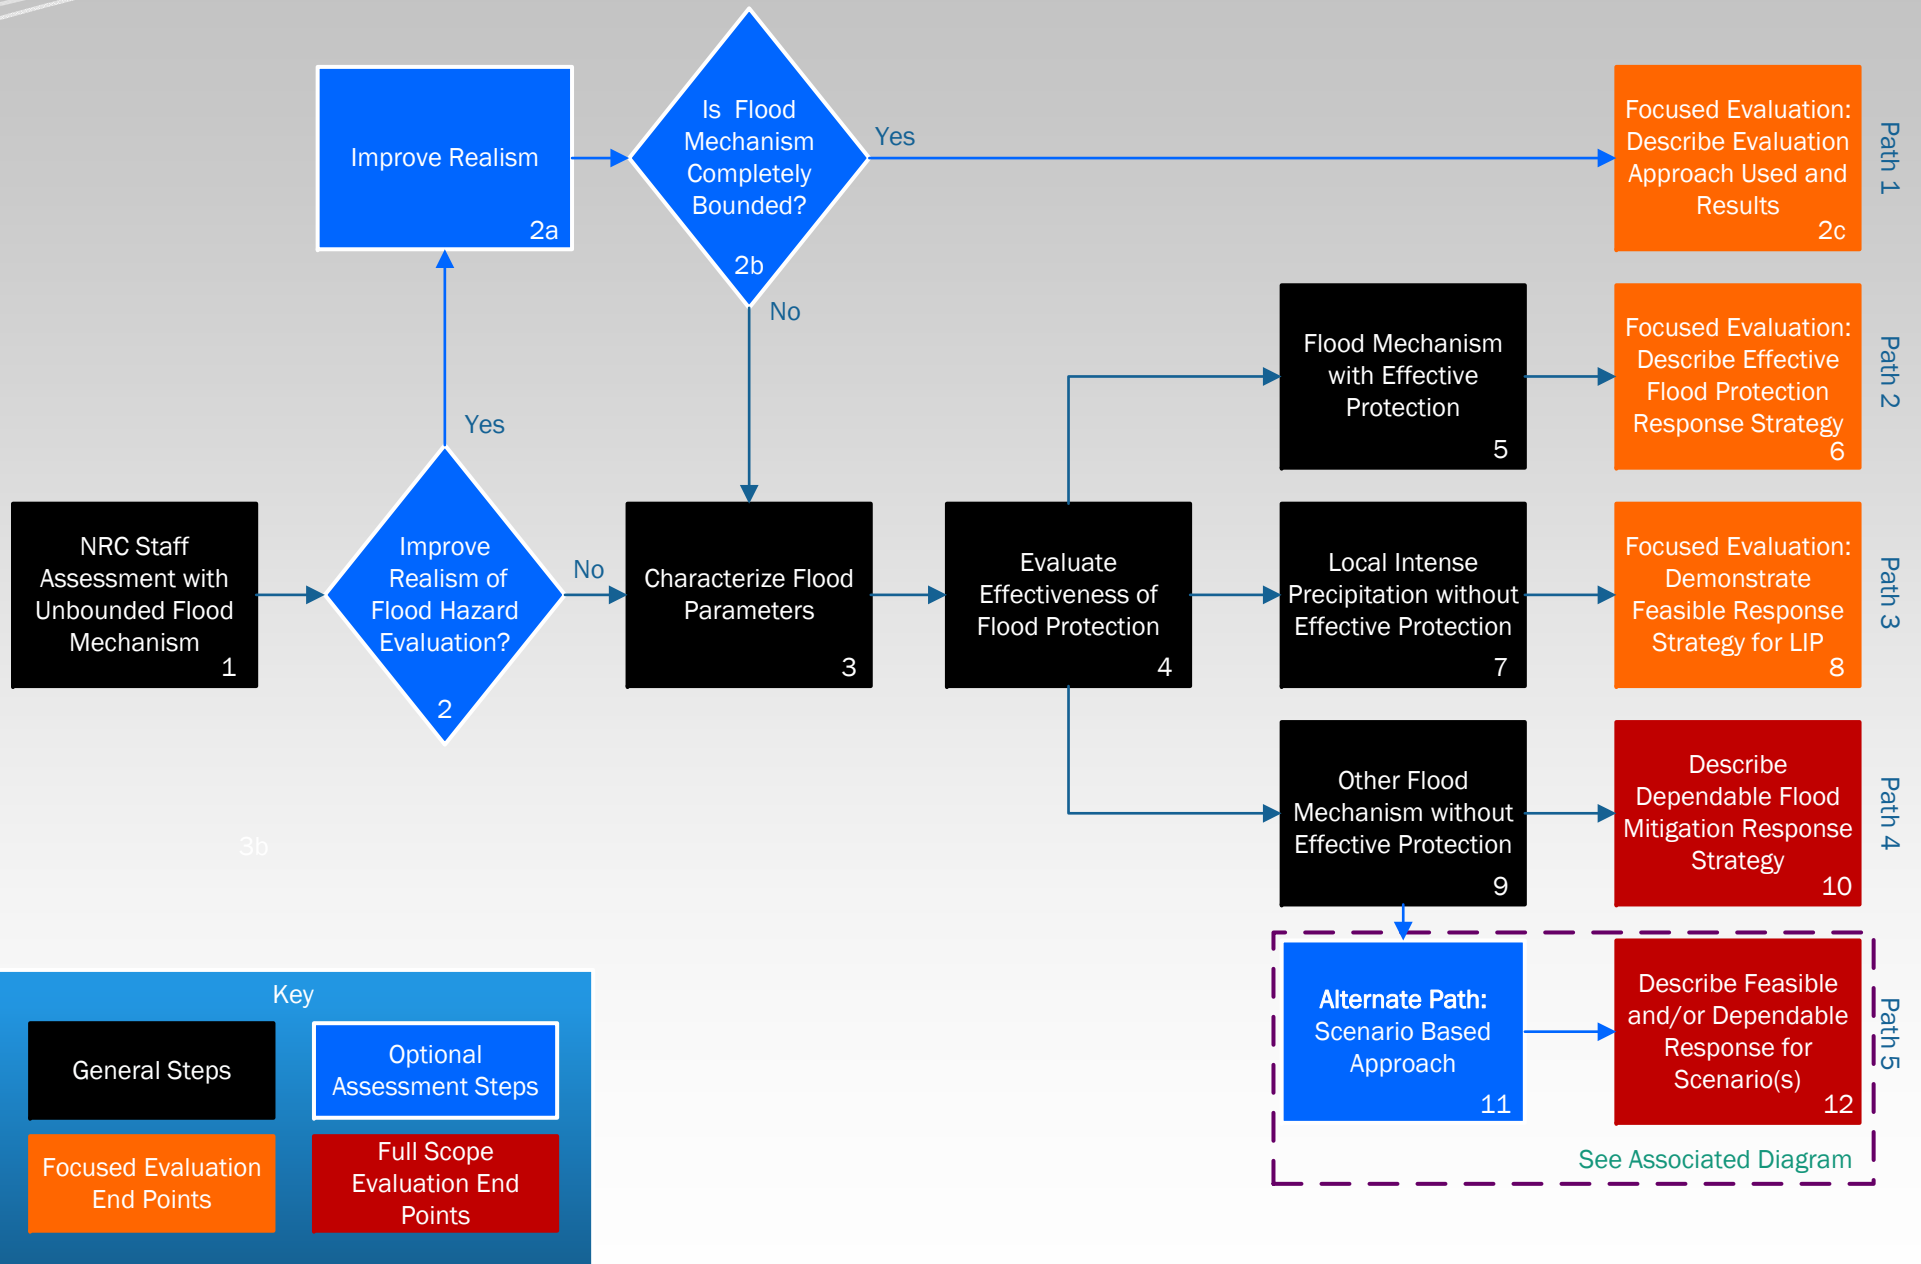 Improve Realism
2a
Is Flood
Mechanism
Completely
Bounded?
2b
Yes
No
Focused Evaluation:
Describe Evaluation
Approach Used and
Results
2c
Path 1
Flood Mechanism
with Effective
Protection
5
Focused Evaluation:
Describe Effective
Flood Protection
Response Strategy
6
Path 2
Yes
NRC Staff
Assessment with
Unbounded Flood
Mechanism
1
Improve
Realism of
Flood Hazard
Evaluation?
2
No
Characterize Flood
Parameters
3
Evaluate
Effectiveness of
Flood Protection
4
Local Intense
Precipitation without
Effective Protection
7
Focused Evaluation:
Demonstrate
Feasible Response
Strategy for LIP
8
Path 3
Other Flood
Mechanism without
Effective Protection
9
Describe
Dependable Flood
Mitigation Response
Strategy
10
Path 4
3b
Alternate Path:
Scenario Based
Approach
11
Describe Feasible
and/or Dependable
Response for
Scenario(s)
12
Path 5
See Associated Diagram
Key
General Steps
Optional
Assessment Steps
Focused Evaluation
End Points
Full Scope
Evaluation End
Points